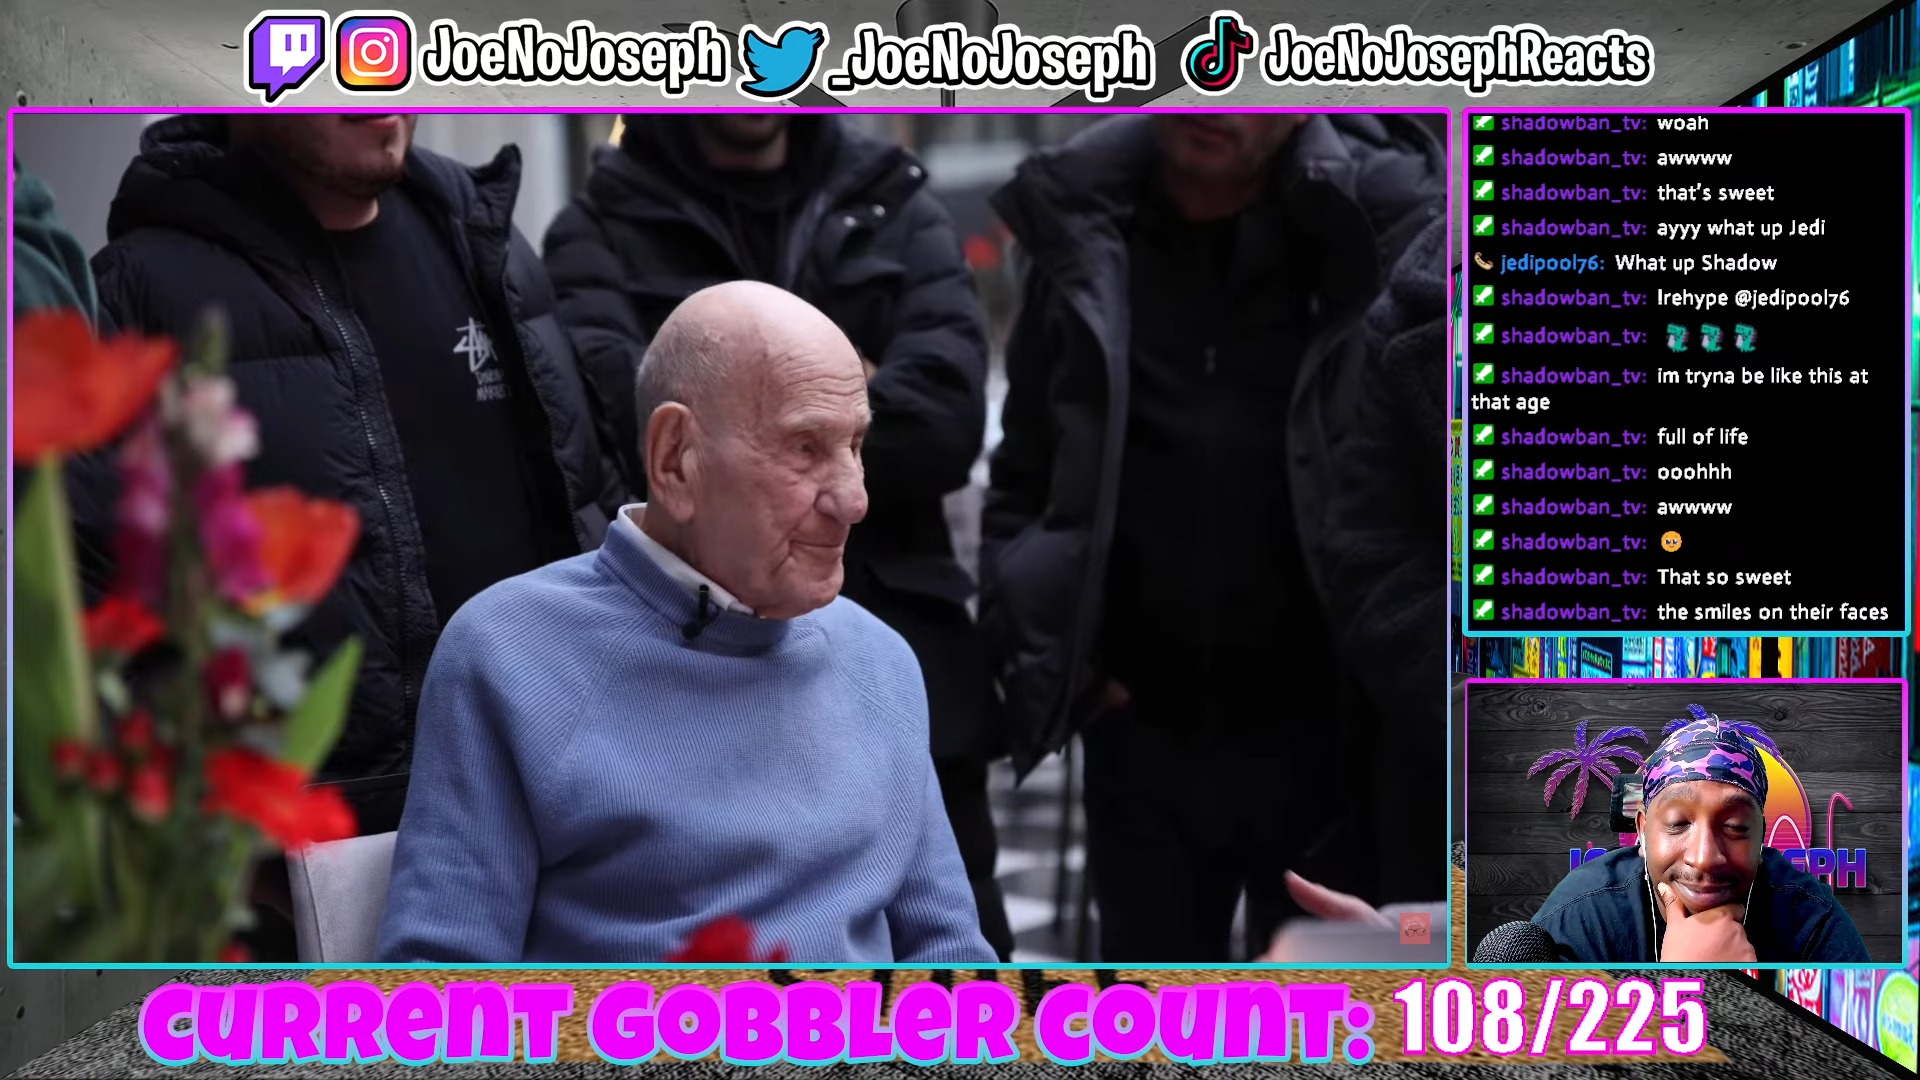 JoeNoJoseph _JoeNoJoseph JoeNoJosephReacts
shadowban_tv: woah
shadowban_tv: awwww
shadowban_tv: that's sweet
shadowban_tv: ayyy what up Jedi
jedipool76: What up Shadow
shadowban_tv: !rehype @jedipool76
shadowban_tv:
shadowban_tv: im tryna be like this at
that age
shadowban_tv: full of life
shadowban_tv: ooohhh
shadowban_tv: awwww
shadowban_tv: 🥹
shadowban_tv: That so sweet
shadowban_tv: the smiles on their faces
CURRENT GOBBLER COUNT: 108/225